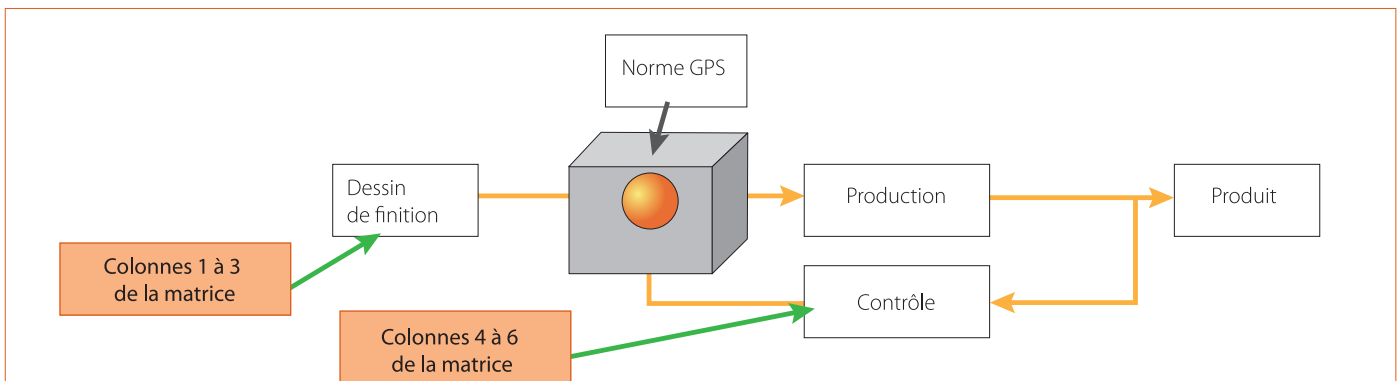 Norme GPS
Dessin
de finition
Production
Produit
Colonnes 1 à 3
de la matrice
Contrôle
Colonnes 4 à 6
de la matrice